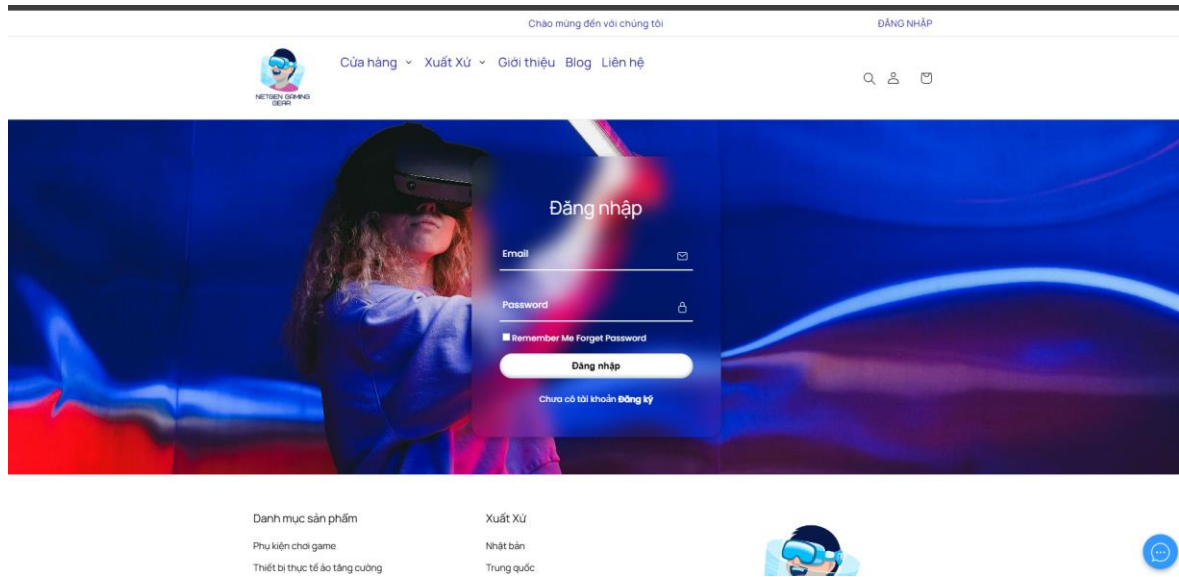 Chào mừng đến với chúng tôi
ĐĂNG NHẬP
Cửa hàng
Xuất Xứ
Giới thiệu
Blog
Liên hệ
NETGEN GAMING
GEAR
Đăng nhập
Email
Password
Remember Me Forget Password
Đăng nhập
Chưa có tài khoản Đăng ký
Danh mục sản phẩm
Xuất Xứ
Phụ kiện chơi game
Nhật bản
Thiết bị thực tế ảo tăng cường
Trung quốc